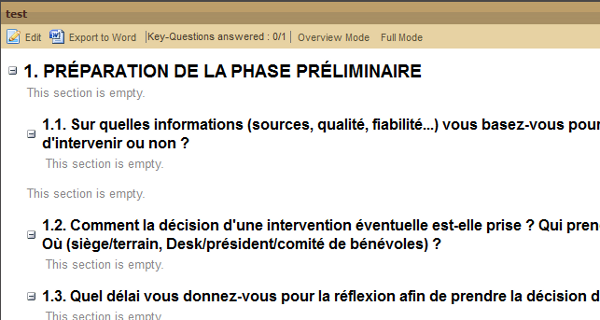 test
Edit Export to Word |Key-Questions answered : 0/1 | Overview Mode Full Mode
1. PRÉPARATION DE LA PHASE PRÉLIMINAIRE
This section is empty.
1.1. Sur quelles informations (sources, qualité, fiabilité...) vous basez-vous pour
d'intervenir ou non ?
This section is empty.
This section is empty.
1.2. Comment la décision d'une intervention éventuelle est-elle prise ? Qui pren
Où (siège/terrain, Desk/président/comité de bénévoles) ?
This section is empty.
1.3. Quel délai vous donnez-vous pour la réflexion afin de prendre la décision d
This section is empty.